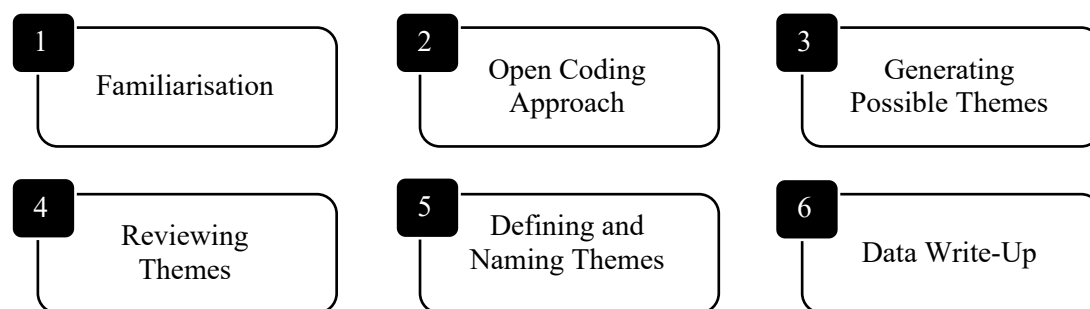 1
Familiarisation
2
Open Coding
Approach
3
Generating
Possible Themes
4
Reviewing
Themes
5
Defining and
Naming Themes
6
Data Write-Up